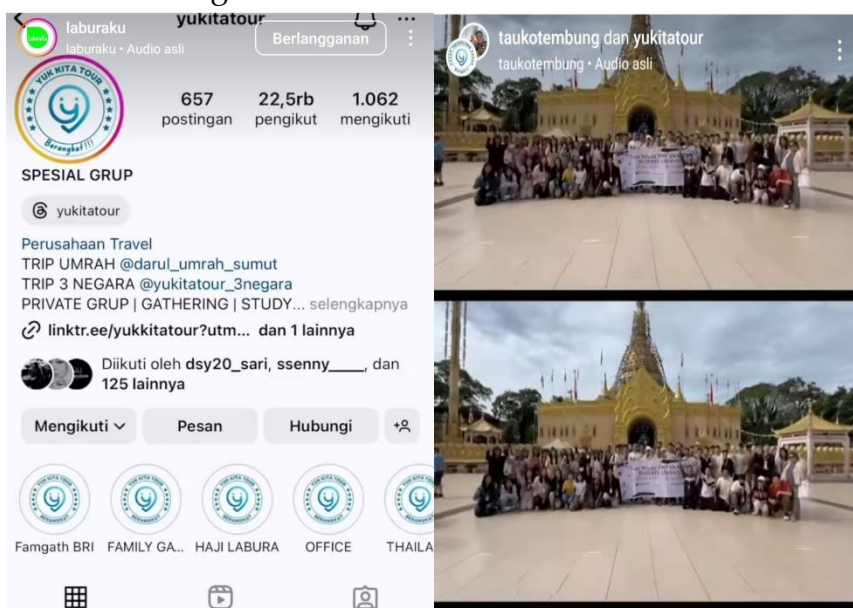 yukitatour
laburaku
laburaku • Audio asli
Berlangganan
YUK KITA TOUR
Berangkat!!!
657
22,5rb
1.062
postingan
pengikut
mengikuti
SPESIAL GRUP
yukitatour
Perusahaan Travel
TRIP UMRAH @darul_umrah_sumut
TRIP 3 NEGARA @yukitatour_3negara
PRIVATE GRUP | GATHERING | STUDY... selengkapnya
linktr.ee/yukkitatour?utm... dan 1 lainnya
Diikuti oleh dsy20_sari, ssenny____, dan
125 lainnya
Mengikuti
Pesan
Hubungi
Famgath BRI
FAMILY GA...
HAJI LABURA
OFFICE
THAILA
taukotembung dan yukitatour
taukotembung • Audio asli